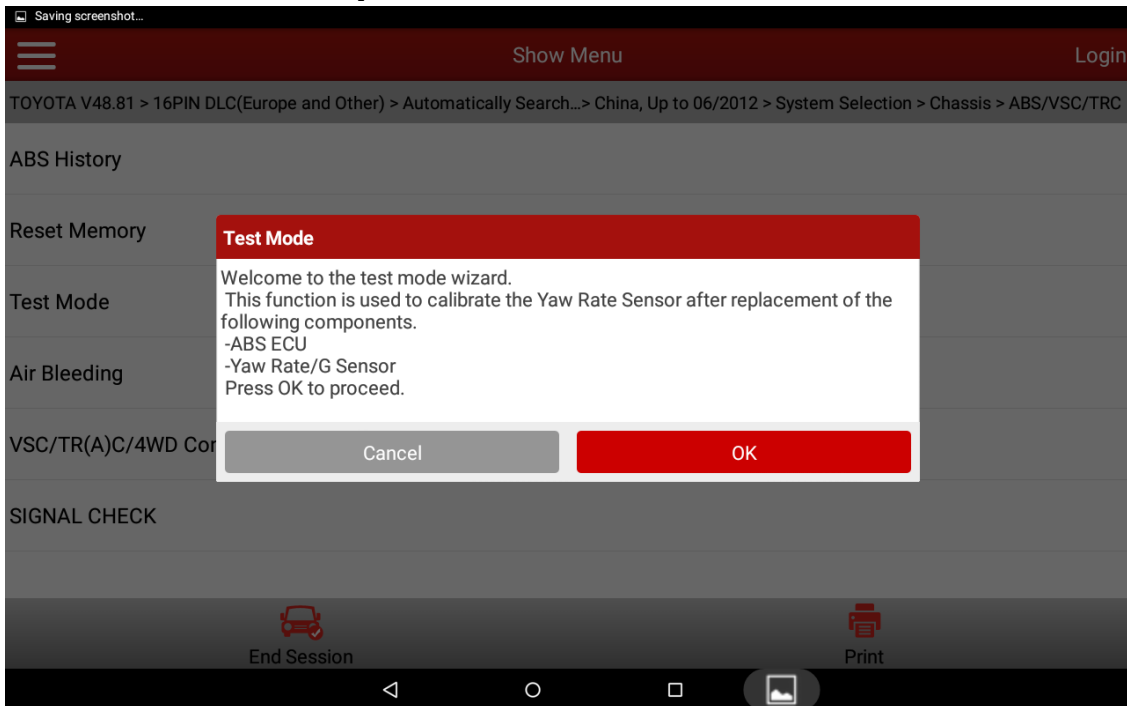 Saving screenshot...
Show Menu
Login
TOYOTA V48.81 > 16PIN DLC(Europe and Other) > Automatically Search...> China, Up to 06/2012 > System Selection > Chassis > ABS/VSC/TRC
ABS History
Reset Memory
Test Mode
Welcome to the test mode wizard.
This function is used to calibrate the Yaw Rate Sensor after replacement of the
following components.
-ABS ECU
-Yaw Rate/G Sensor
Press OK to proceed.
Test Mode
Air Bleeding
VSC/TR(A)C/4WD Cor
Cancel
OK
SIGNAL CHECK
End Session
Print